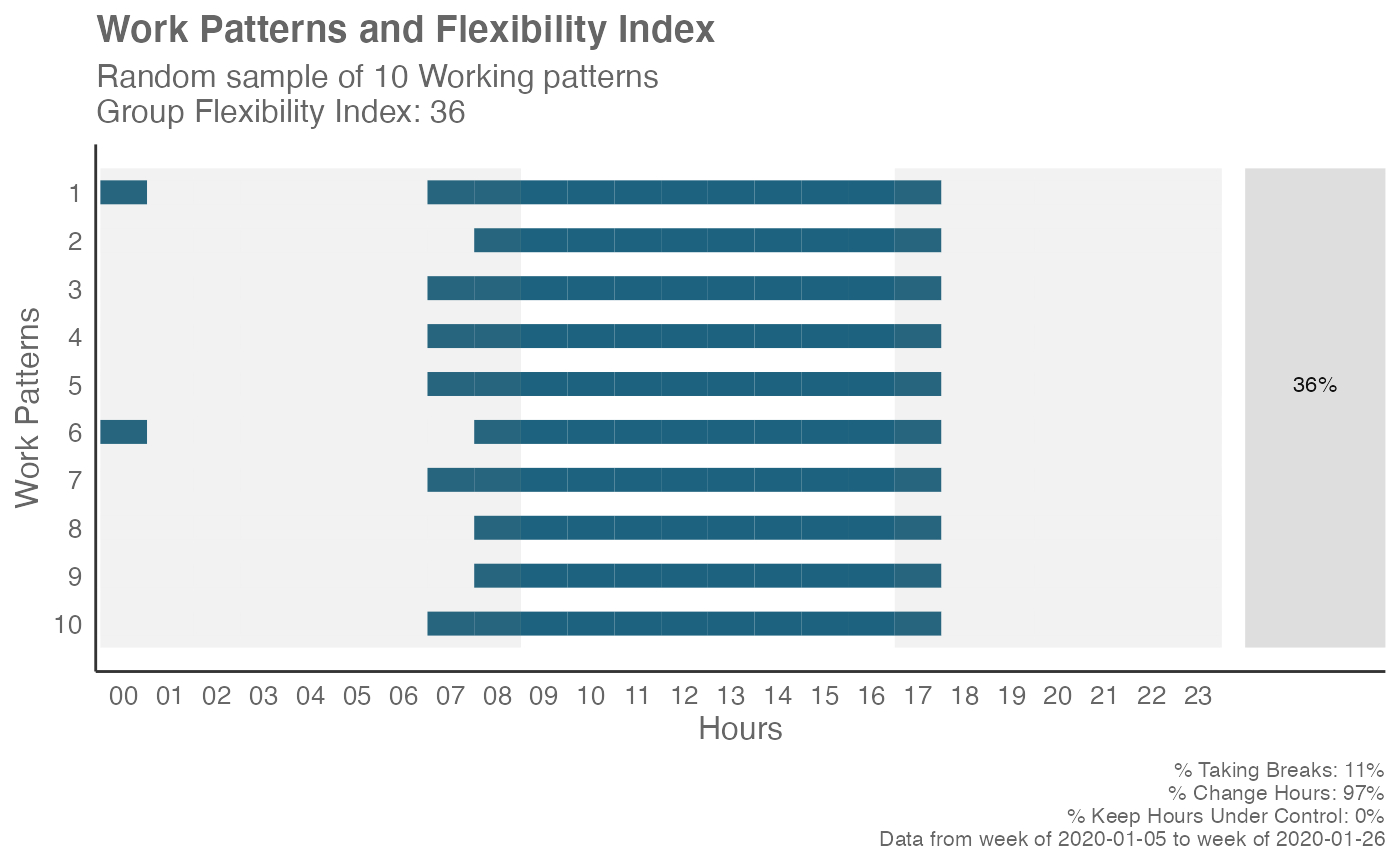 Work Patterns and Flexibility Index
Random sample of 10 Working patterns
Group Flexibility Index: 36
Work Patterns
1
2
3
4
5
6
7
8
9
10
36%
00 01 02 03 04 05 06 07 08 09 10 11 12 13 14 15 16 17 18 19 20 21 22 23
Hours
% Taking Breaks: 11%
% Change Hours: 97%
% Keep Hours Under Control: 0%
Data from week of 2020-01-05 to week of 2020-01-26